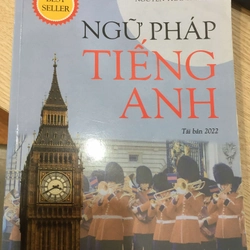 BEST
SELLER
NGỮ PHÁP
TIẾNG
ANH
Tái bản 2022